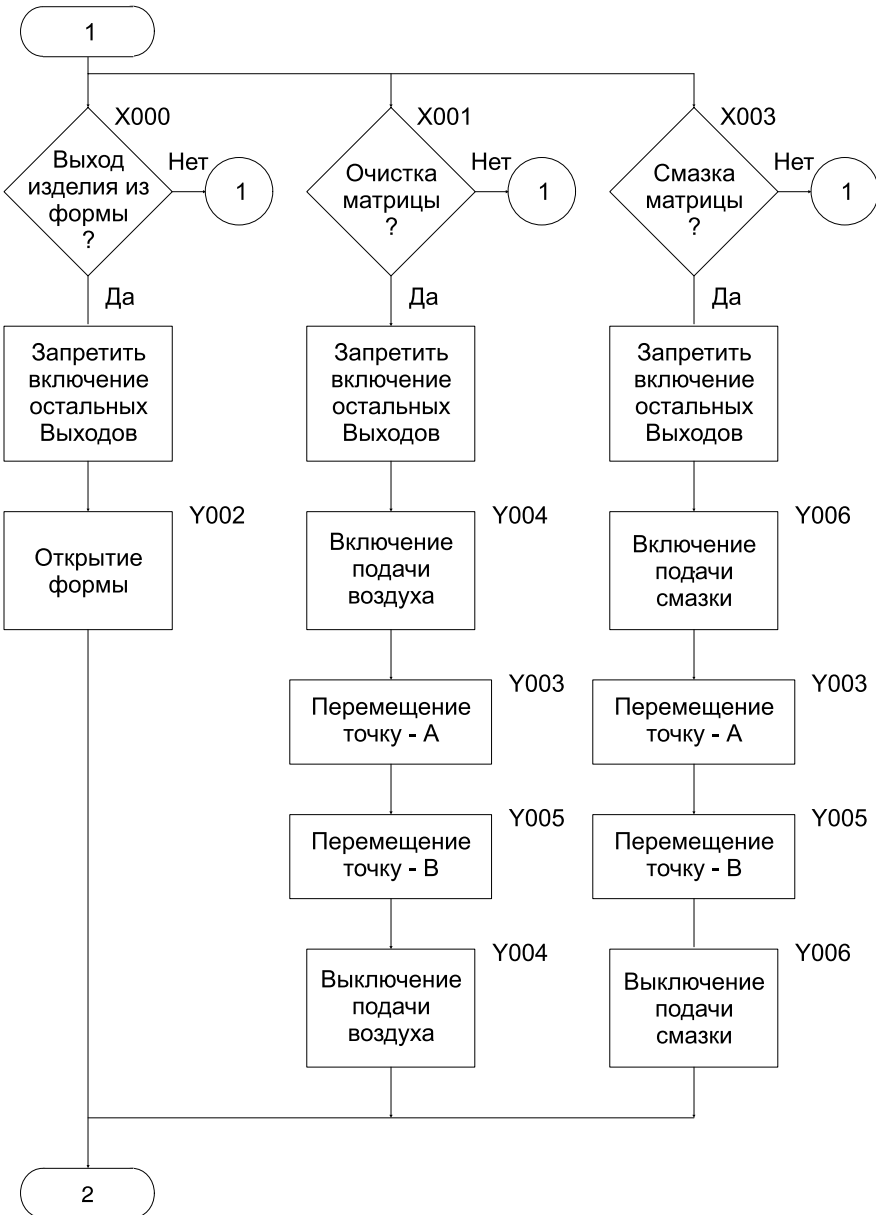 1
X000
Выход
изделия из
формы
?
Нет
1
Да
Запретить
включение
остальных
Выходов
Y002
Открытие
формы
X001
Очистка
матрицы
?
Нет
1
Да
Запретить
включение
остальных
Выходов
Y004
Включение
подачи
воздуха
Y003
Перемещение
точку - А
Y005
Перемещение
точку - В
Y004
Выключение
подачи
воздуха
X003
Смазка
матрицы
?
Нет
1
Да
Запретить
включение
остальных
Выходов
Y006
Включение
подачи
смазки
Y003
Перемещение
точку - А
Y005
Перемещение
точку - В
Y006
Выключение
подачи
смазки
2